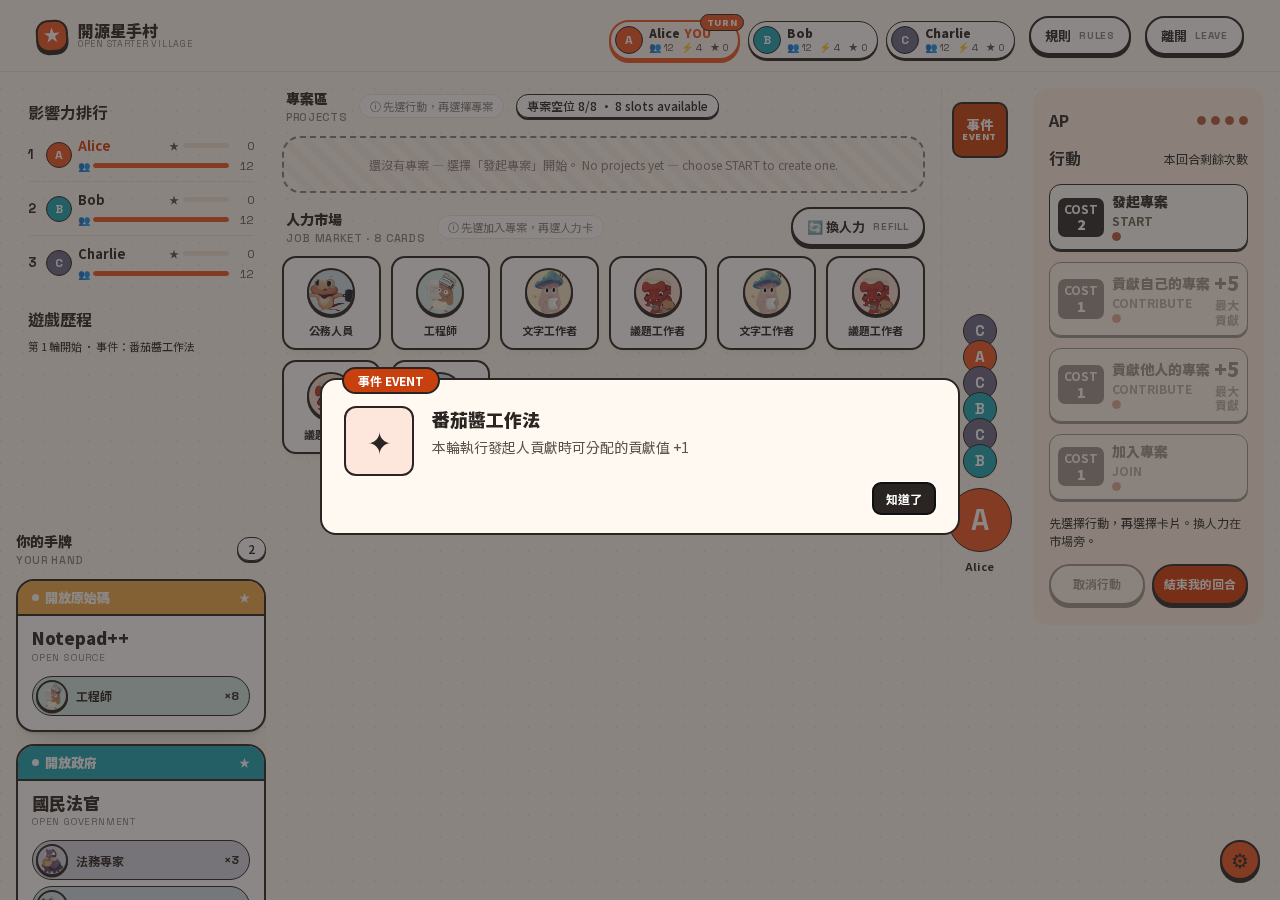 開源星手村
OPEN STARTER VILLAGE
TURN
A Alice YOU
👥 12 ⚡ 4 ★ 0
B Bob
👥 12 ⚡ 4 ★ 0
C Charlie
👥 12 ⚡ 4 ★ 0
規則 RULES
離開 LEAVE
影響力排行
1 A Alice ★ 0
👥 12
2 B Bob ★ 0
👥 12
3 C Charlie ★ 0
👥 12
遊戲歷程
第 1 輪開始 · 事件：番茄醬工作法
你的手牌
YOUR HAND
2
開放原始碼 ★
Notepad++
OPEN SOURCE
工程師 ×8
開放政府 ★
國民法官
OPEN GOVERNMENT
法務專家 ×3
專案區
PROJECTS
ⓘ 先選行動，再選擇專案
專案空位 8/8 • 8 slots available
還沒有專案 — 選擇「發起專案」開始。 No projects yet — choose START to create one.
人力市場
JOB MARKET · 8 CARDS
ⓘ 先選加入專案，再選人力卡
🔄 換人力 REFILL
公務人員
工程師
文字工作者
議題工作者
文字工作者
議題工作者
事件 EVENT
番茄醬工作法
本輪執行發起人貢獻時可分配的貢獻值 +1
知道了
事件
EVENT
C
A
C
B
C
B
A
Alice
AP
行動 本回合剩餘次數
COST 2
發起專案
START
COST 1
貢獻自己的專案 +5
CONTRIBUTE 最大貢獻
COST 1
貢獻他人的專案 +5
CONTRIBUTE 最大貢獻
COST 1
加入專案
JOIN
先選擇行動，再選擇卡片。換人力在
市場旁。
取消行動
結束我的回合